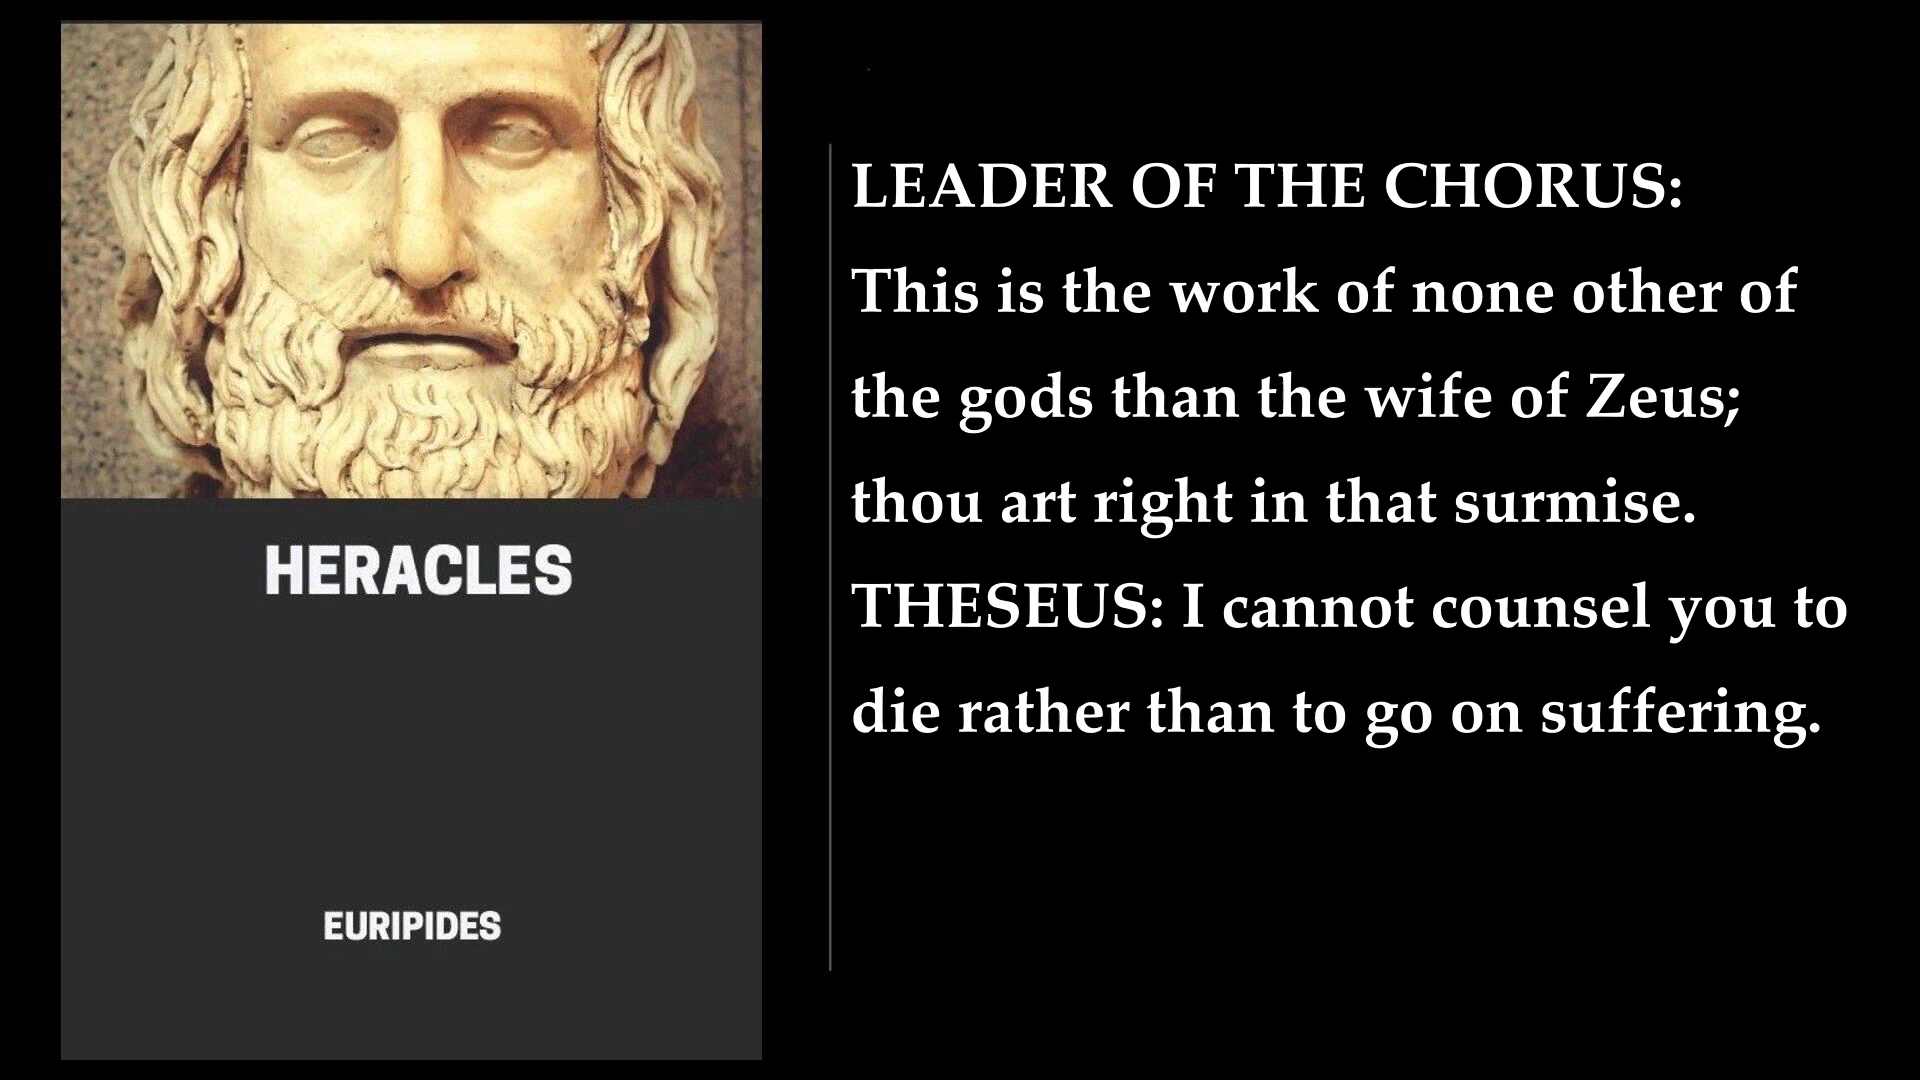 HERACLES
EURIPIDES
LEADER OF THE CHORUS:
This is the work of none other of
the gods than the wife of Zeus;
thou art right in that surmise.
THESEUS: I cannot counsel you to
die rather than to go on suffering.